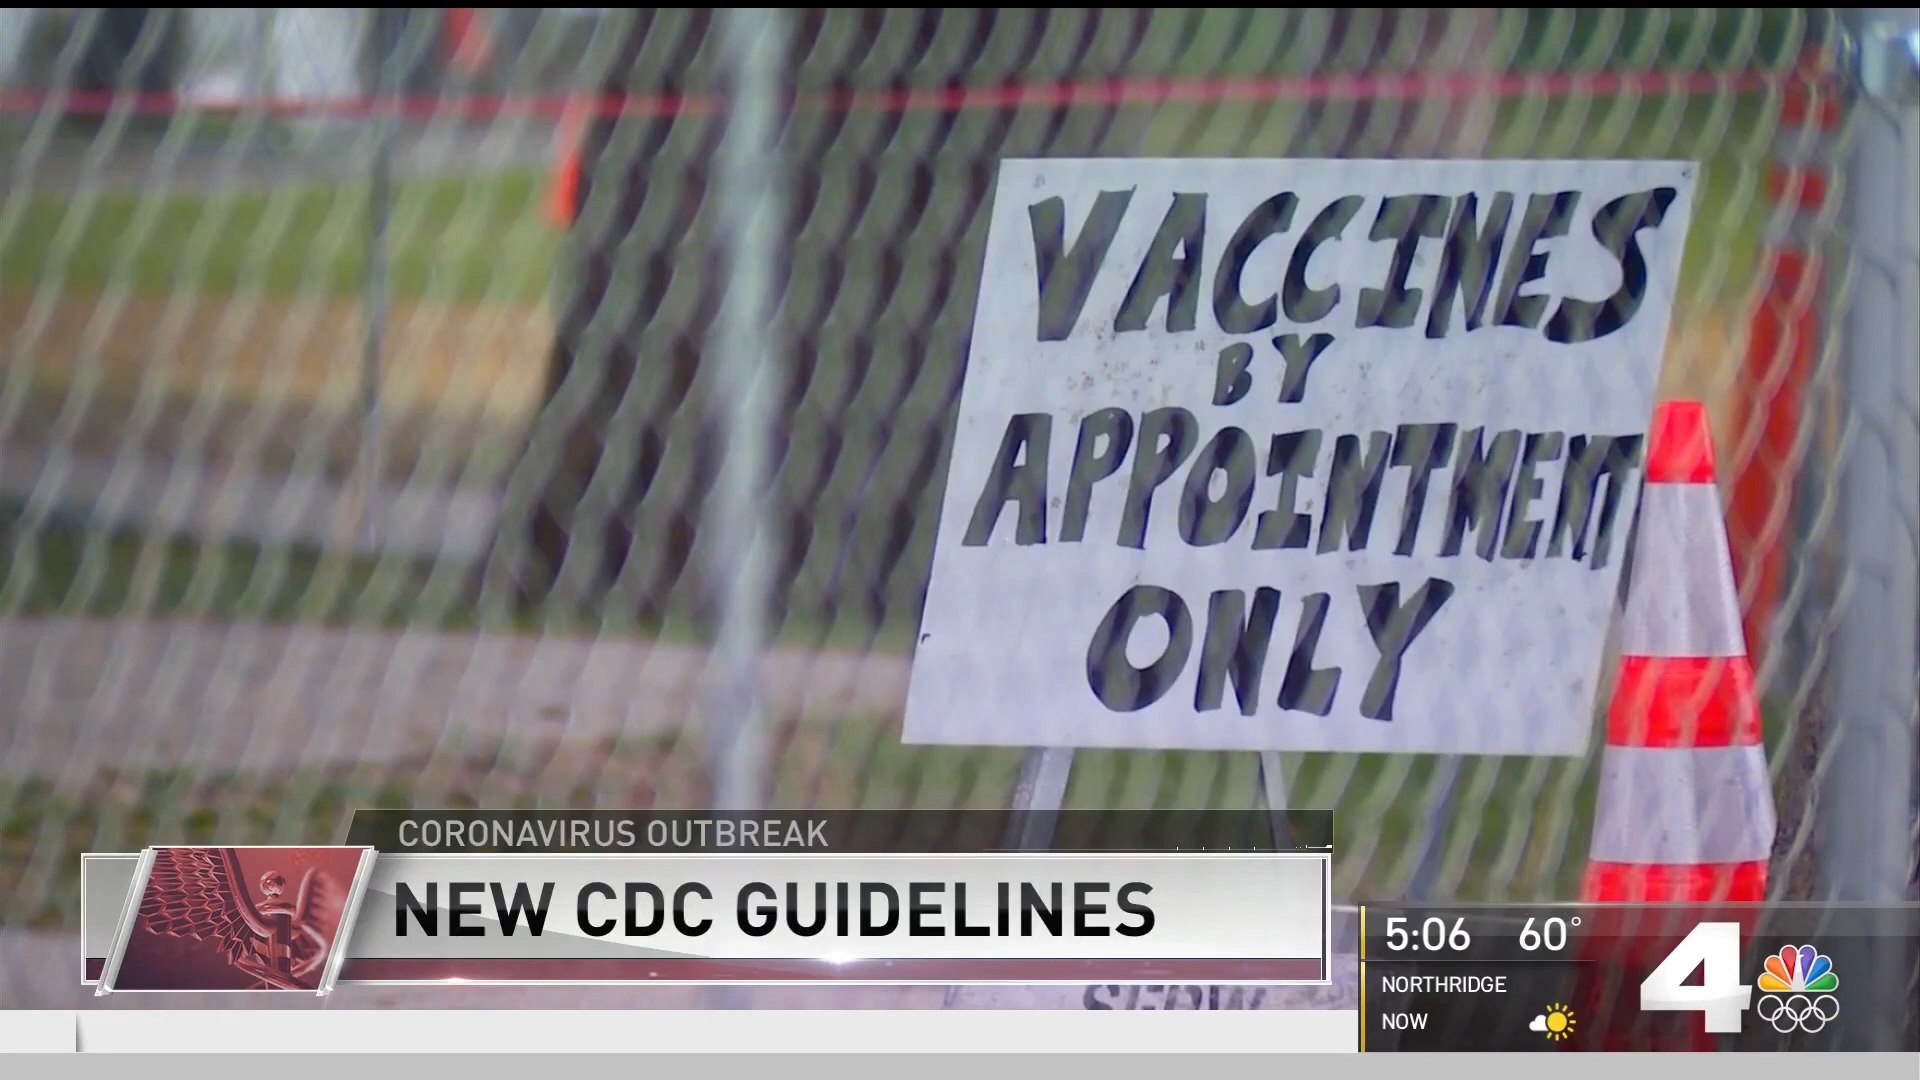 VACCINES
BY
APPOINTMENT
ONLY
CORONAVIRUS OUTBREAK
NEW CDC GUIDELINES
5:06 60°
NORTHRIDGE
NOW
4